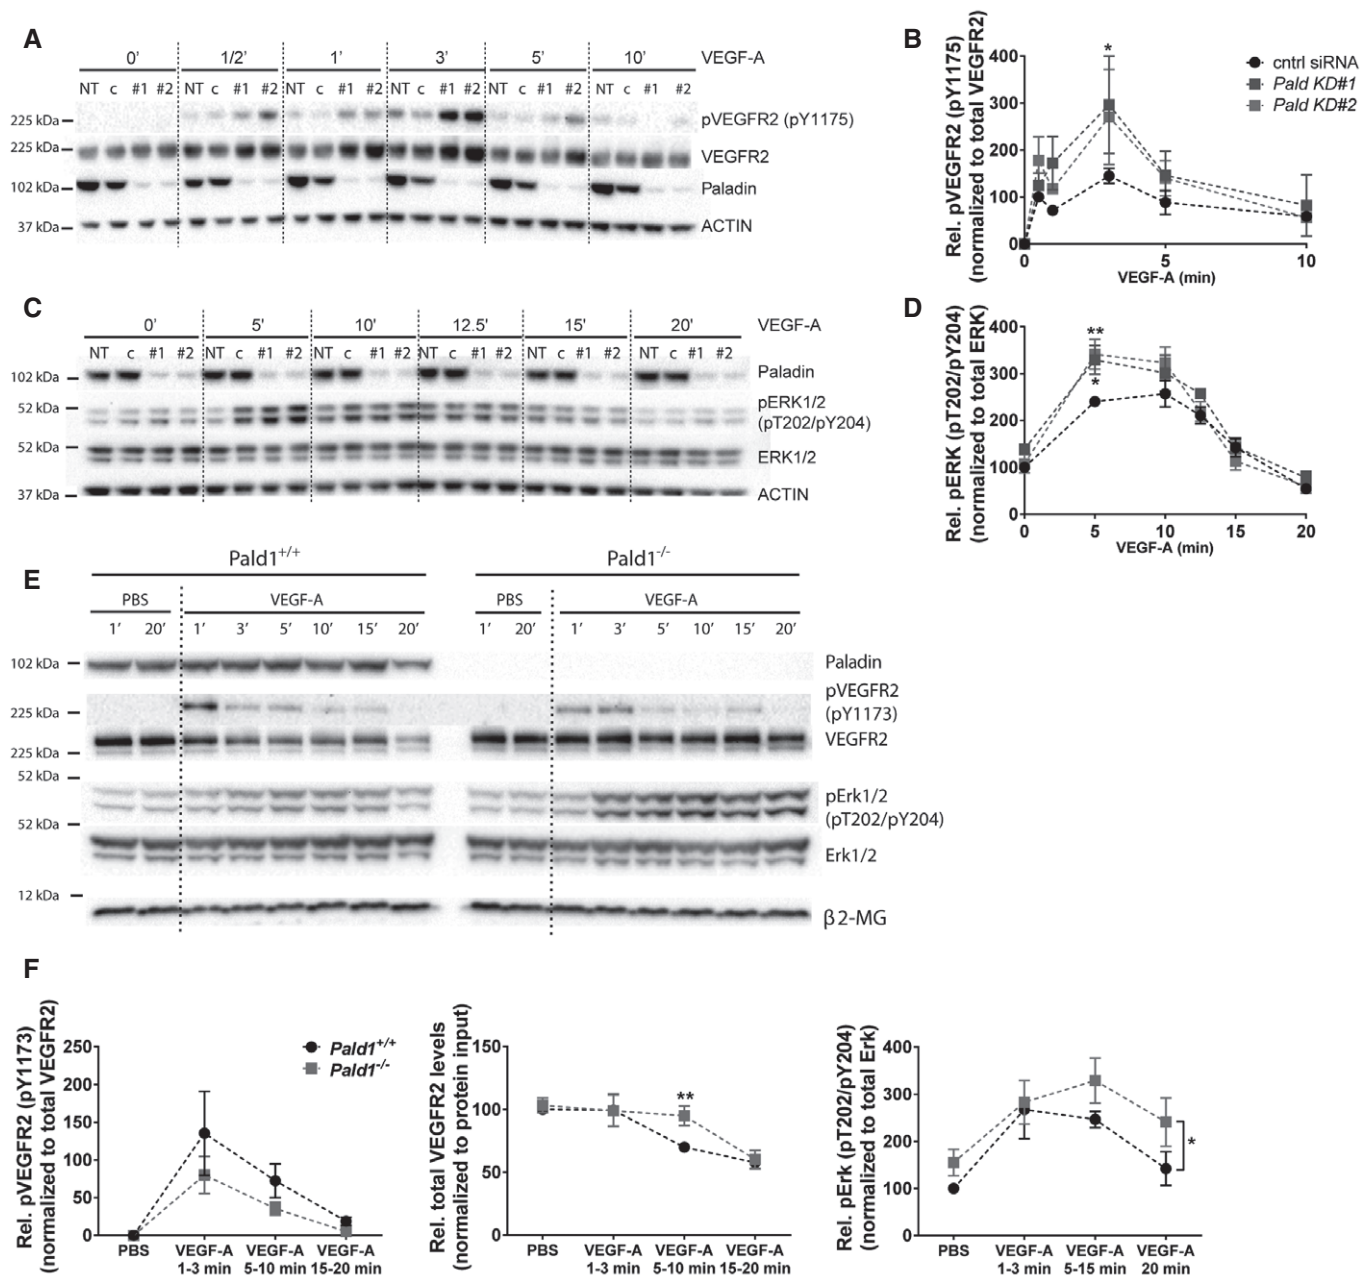 A
0' 1/2' 1' 3' 5' 10' VEGF-A
NT c #1 #2 NT c #1 #2 NT c #1 #2 NT c #1 #2 NT c #1 #2 NT c #1 #2
225 kDa pVEGFR2 (pY1175)
225 kDa VEGFR2
102 kDa Paladin
37 kDa ACTIN
B
Rel. pVEGFR2 (pY1175)
(normalized to total VEGFR2)
400
300
200
100
0
*
0 5 10
VEGF-A (min)
cntrl siRNA
Pald KD#1
Pald KD#2
C
0' 5' 10' 12.5' 15' 20' VEGF-A
NT c #1 #2 NT c #1 #2 NT c #1 #2 NT c #1 #2 NT c #1 #2 NT c #1 #2
102 kDa Paladin
52 kDa pERK1/2
(pT202/pY204)
52 kDa ERK1/2
37 kDa ACTIN
D
Rel. pERK (pT202/pY204)
(normalized to total ERK)
400
300
200
100
0
**
*
0 5 10 15 20
VEGF-A (min)
E
Pald1+/+ Pald1-/-
PBS VEGF-A PBS VEGF-A
1' 20' 1' 3' 5' 10' 15' 20' 1' 20' 1' 3' 5' 10' 15' 20'
102 kDa Paladin
pVEGFR2
225 kDa (pY1173)
VEGFR2
225 kDa
52 kDa
pErk1/2
(pT202/pY204)
52 kDa
Erk1/2
12 kDa
β2-MG
F
Rel. pVEGFR2 (pY1173)
(normalized to total VEGFR2)
250
200
150
100
50
0
Pald1+/+
Pald1-/-
PBS VEGF-A VEGF-A VEGF-A
1-3 min 5-10 min 15-20 min
Rel. total VEGFR2 levels
(normalized to protein input)
150
100
50
0
**
PBS VEGF-A VEGF-A VEGF-A
1-3 min 5-10 min 15-20 min
Rel. pErk (pT202/pY204)
(normalized to total Erk)
400
300
200
100
0
*
PBS VEGF-A VEGF-A VEGF-A
1-3 min 5-15 min 20 min